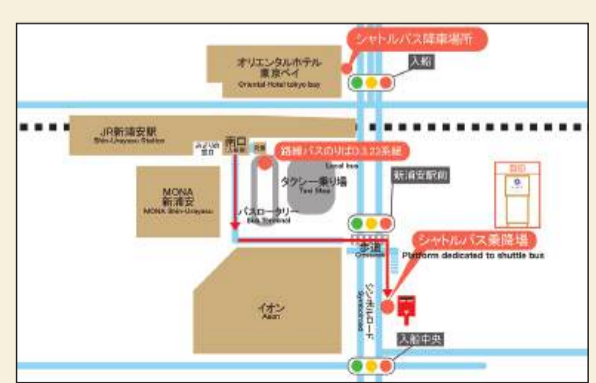 シャトルバス降車場所
オリエンタルホテル
東京ベイ
Oriental Hotel tokyo bay
入船
JR新浦安駅
Shin-Urayasu Station
みどりの
窓口
南口
路線バスのりば
系統
Local bus
タクシー乗り場
Taxi Stop
新浦安駅前
MONA
新浦安
MONA Shin-Urayasu
バスロータリー
Bus Terminal
歩道
Crosswalk
シャトルバス乗降場
Platform dedicated to shuttle bus
イオン
Aeon
シンボルロード
Symbolroad
入船中央